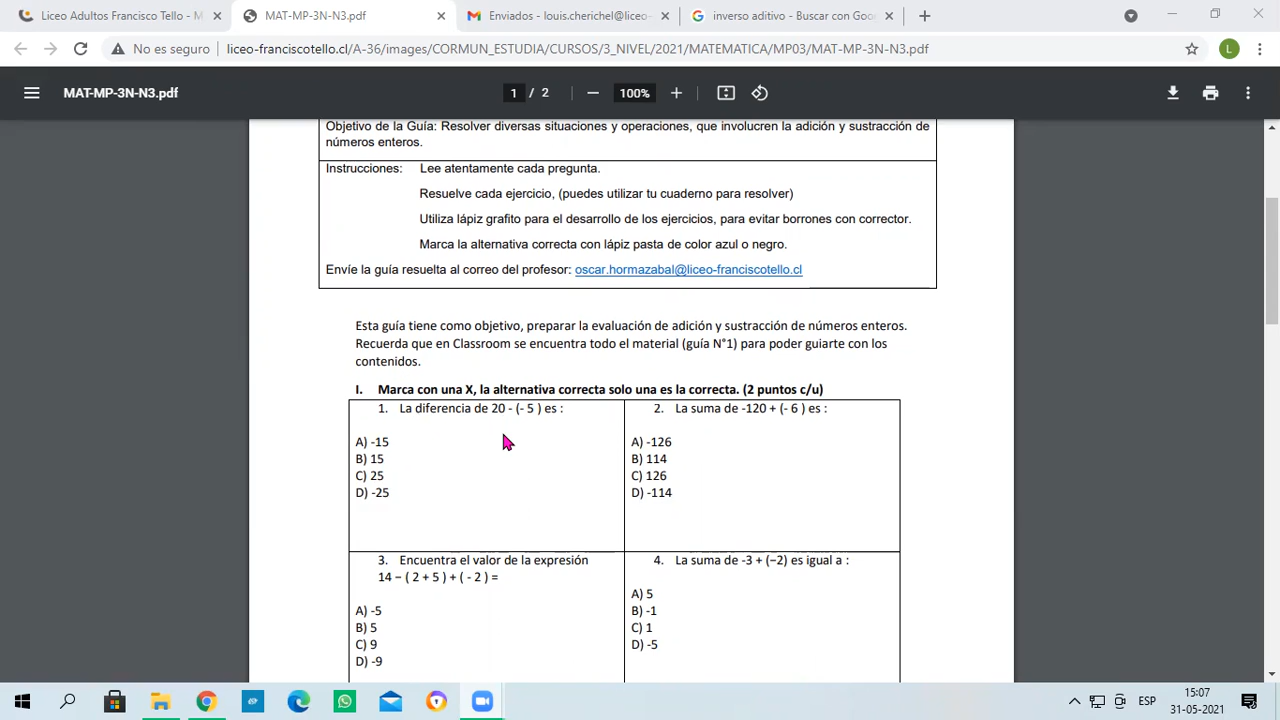 Liceo Adultos Francisco Tello - M
MAT-MP-3N-N3.pdf
Enviados - louis.cherichel@liceo-
inverso aditivo - Buscar con Goo
No es seguro
liceo-franciscotello.cl/A-36/images/CORMUN_ESTUDIA/CURSOS/3_NIVEL/2021/MATEMATICA/MP03/MAT-MP-3N-N3.pdf
L
MAT-MP-3N-N3.pdf
1 / 2
100%
Objetivo de la Guía: Resolver diversas situaciones y operaciones, que involucren la adición y sustracción de
números enteros.
Instrucciones: Lee atentamente cada pregunta.
Resuelve cada ejercicio, (puedes utilizar tu cuaderno para resolver)
Utiliza lápiz grafito para el desarrollo de los ejercicios, para evitar borrones con corrector.
Marca la alternativa correcta con lápiz pasta de color azul o negro.
Envíe la guía resuelta al correo del profesor: oscar.hormazabal@liceo-franciscotello.cl
Esta guía tiene como objetivo, preparar la evaluación de adición y sustracción de números enteros.
Recuerda que en Classroom se encuentra todo el material (guía N°1) para poder guiarte con los
contenidos.
I. Marca con una X, la alternativa correcta solo una es la correcta. (2 puntos c/u)
1. La diferencia de 20 - (- 5 ) es :
A) -15
B) 15
C) 25
D) -25
2. La suma de -120 + (- 6 ) es :
A) -126
B) 114
C) 126
D) -114
3. Encuentra el valor de la expresión
14 − ( 2 + 5 ) + ( - 2 ) =
A) -5
B) 5
C) 9
D) -9
4. La suma de -3 + (−2) es igual a :
A) 5
B) -1
C) 1
D) -5
ESP
15:07
31-05-2021